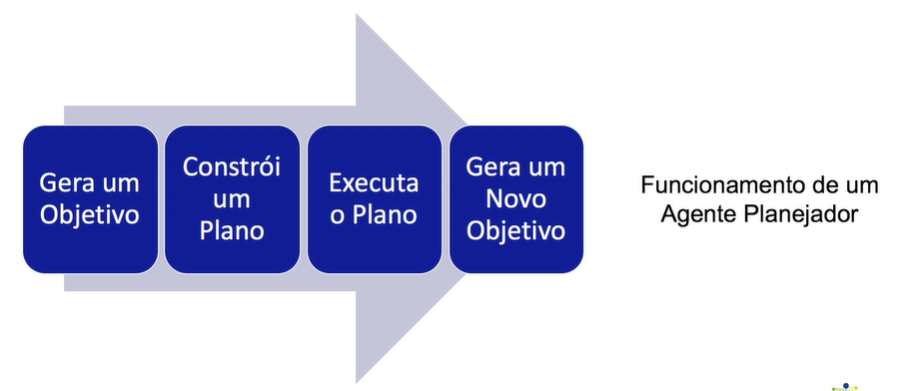 Gera um
Objetivo
Constrói
um
Plano
Executa
o Plano
Gera um
Novo
Objetivo
Funcionamento de um
Agente Planejador